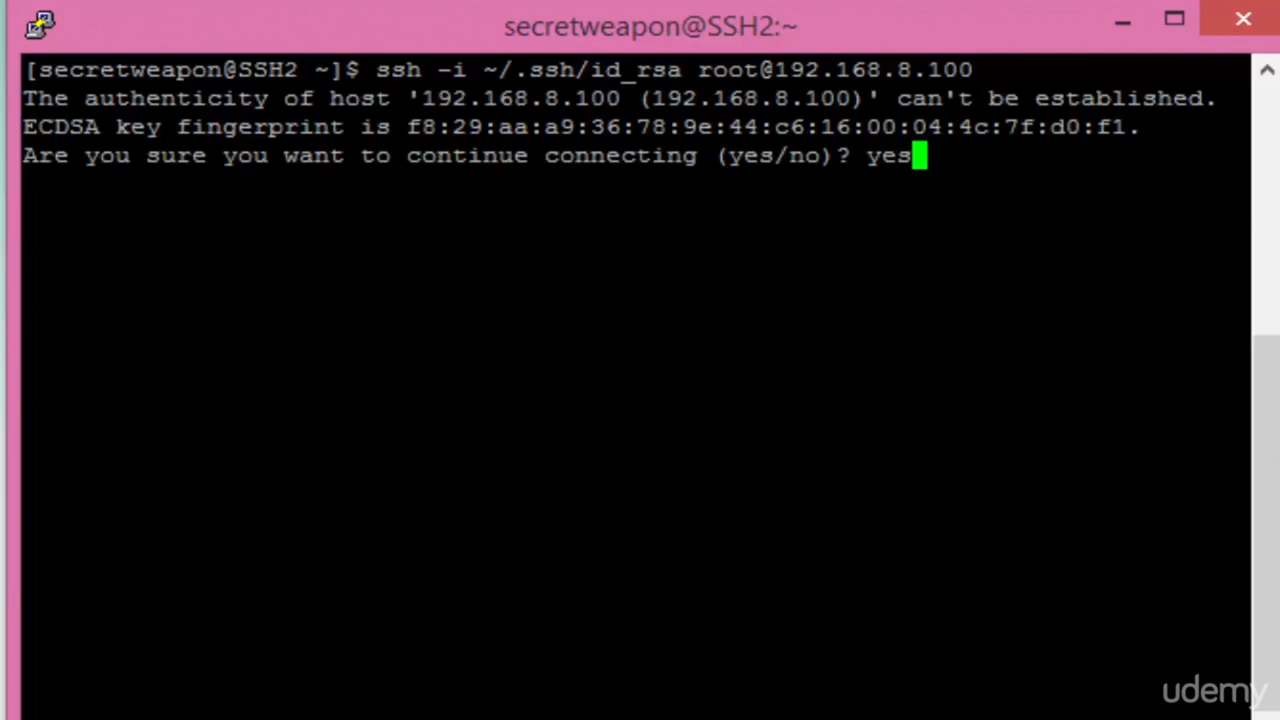 secretweapon@SSH2:~
[secretweapon@SSH2 ~]$ ssh -i ~/.ssh/id_rsa root@192.168.8.100
The authenticity of host '192.168.8.100 (192.168.8.100)' can't be established.
ECDSA key fingerprint is f8:29:aa:a9:36:78:9e:44:c6:16:00:04:4c:7f:d0:f1.
Are you sure you want to continue connecting (yes/no)? yes
udemy